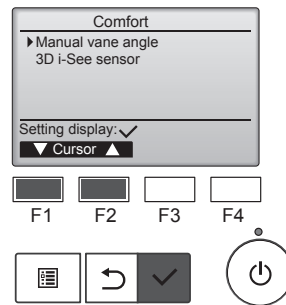 Comfort
Manual vane angle
3D i-See sensor
Setting display:
Cursor
F1 F2 F3 F4